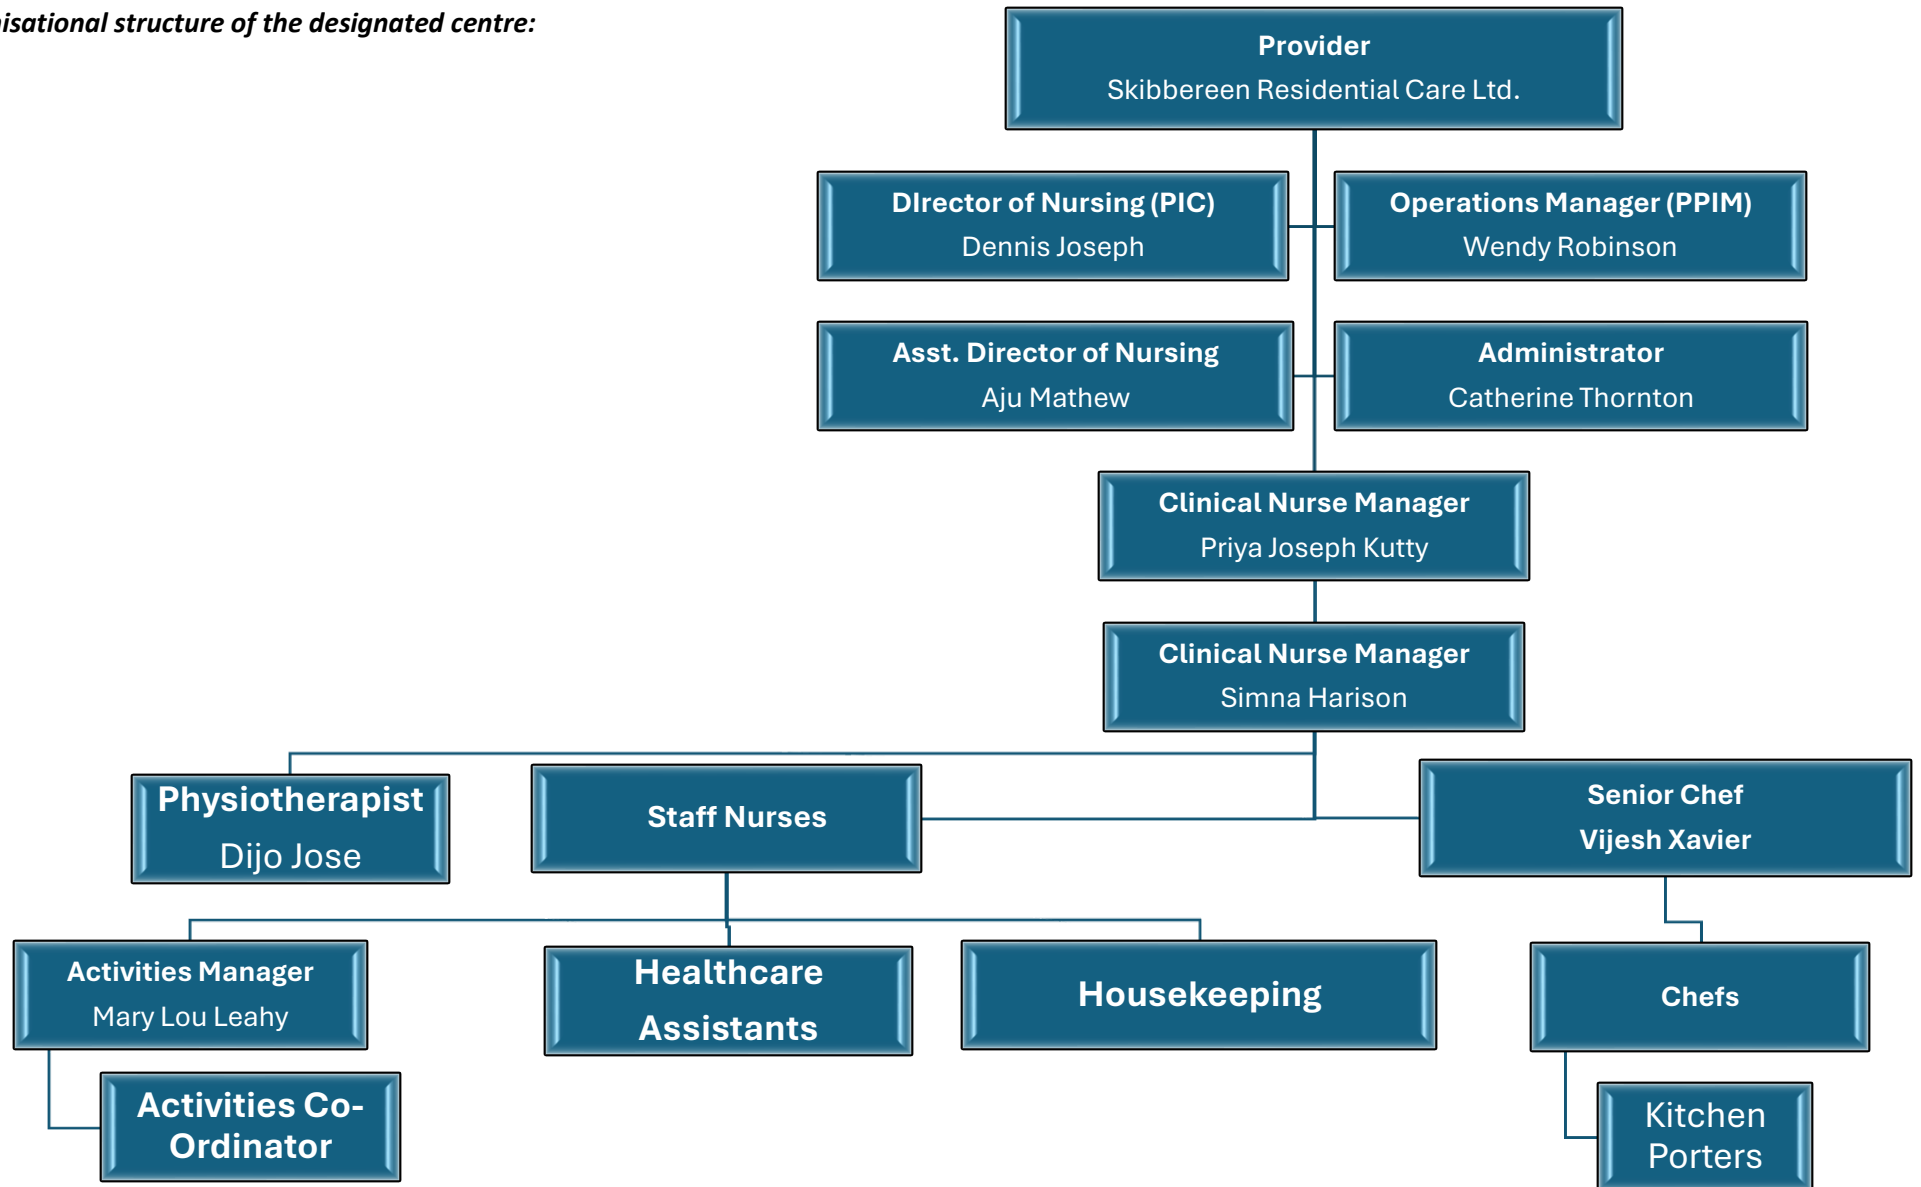 nisational structure of the designated centre:
Provider
Skibbereen Residential Care Ltd.
DIrector of Nursing (PIC)
Dennis Joseph
Operations Manager (PPIM)
Wendy Robinson
Asst. Director of Nursing
Aju Mathew
Administrator
Catherine Thornton
Clinical Nurse Manager
Priya Joseph Kutty
Clinical Nurse Manager
Simna Harison
Physiotherapist
Dijo Jose
Staff Nurses
Senior Chef
Vijesh Xavier
Activities Manager
Mary Lou Leahy
Healthcare
Assistants
Housekeeping
Chefs
Activities Co-
Ordinator
Kitchen
Porters